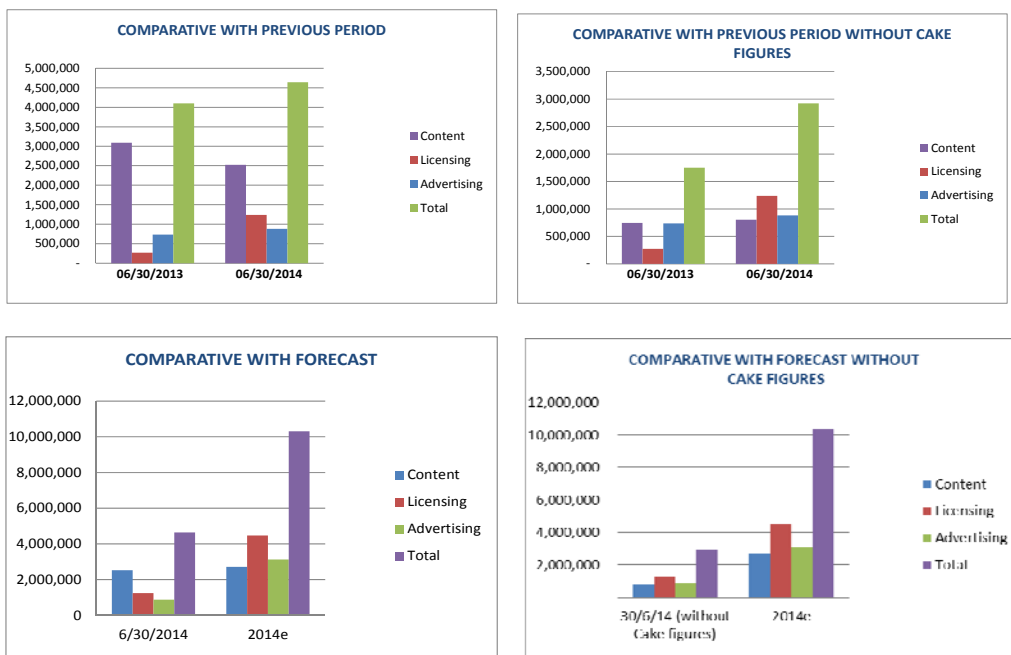 COMPARATIVE WITH PREVIOUS PERIOD
5,000,000
4,500,000
4,000,000
3,500,000
3,000,000
2,500,000
2,000,000
1,500,000
1,000,000
500,000
-
06/30/2013
06/30/2014
Content
Licensing
Advertising
Total
COMPARATIVE WITH PREVIOUS PERIOD WITHOUT CAKE
FIGURES
3,500,000
3,000,000
2,500,000
2,000,000
1,500,000
1,000,000
500,000
-
06/30/2013
06/30/2014
Content
Licensing
Advertising
Total
COMPARATIVE WITH FORECAST
12,000,000
10,000,000
8,000,000
6,000,000
4,000,000
2,000,000
0
6/30/2014
2014e
Content
Licensing
Advertising
Total
COMPARATIVE WITH FORECAST WITHOUT
CAKE FIGURES
12,000,000
10,000,000
8,000,000
6,000,000
4,000,000
2,000,000
30/6/14 (without
Cake figures)
2014e
Content
Licensing
Advertising
Total